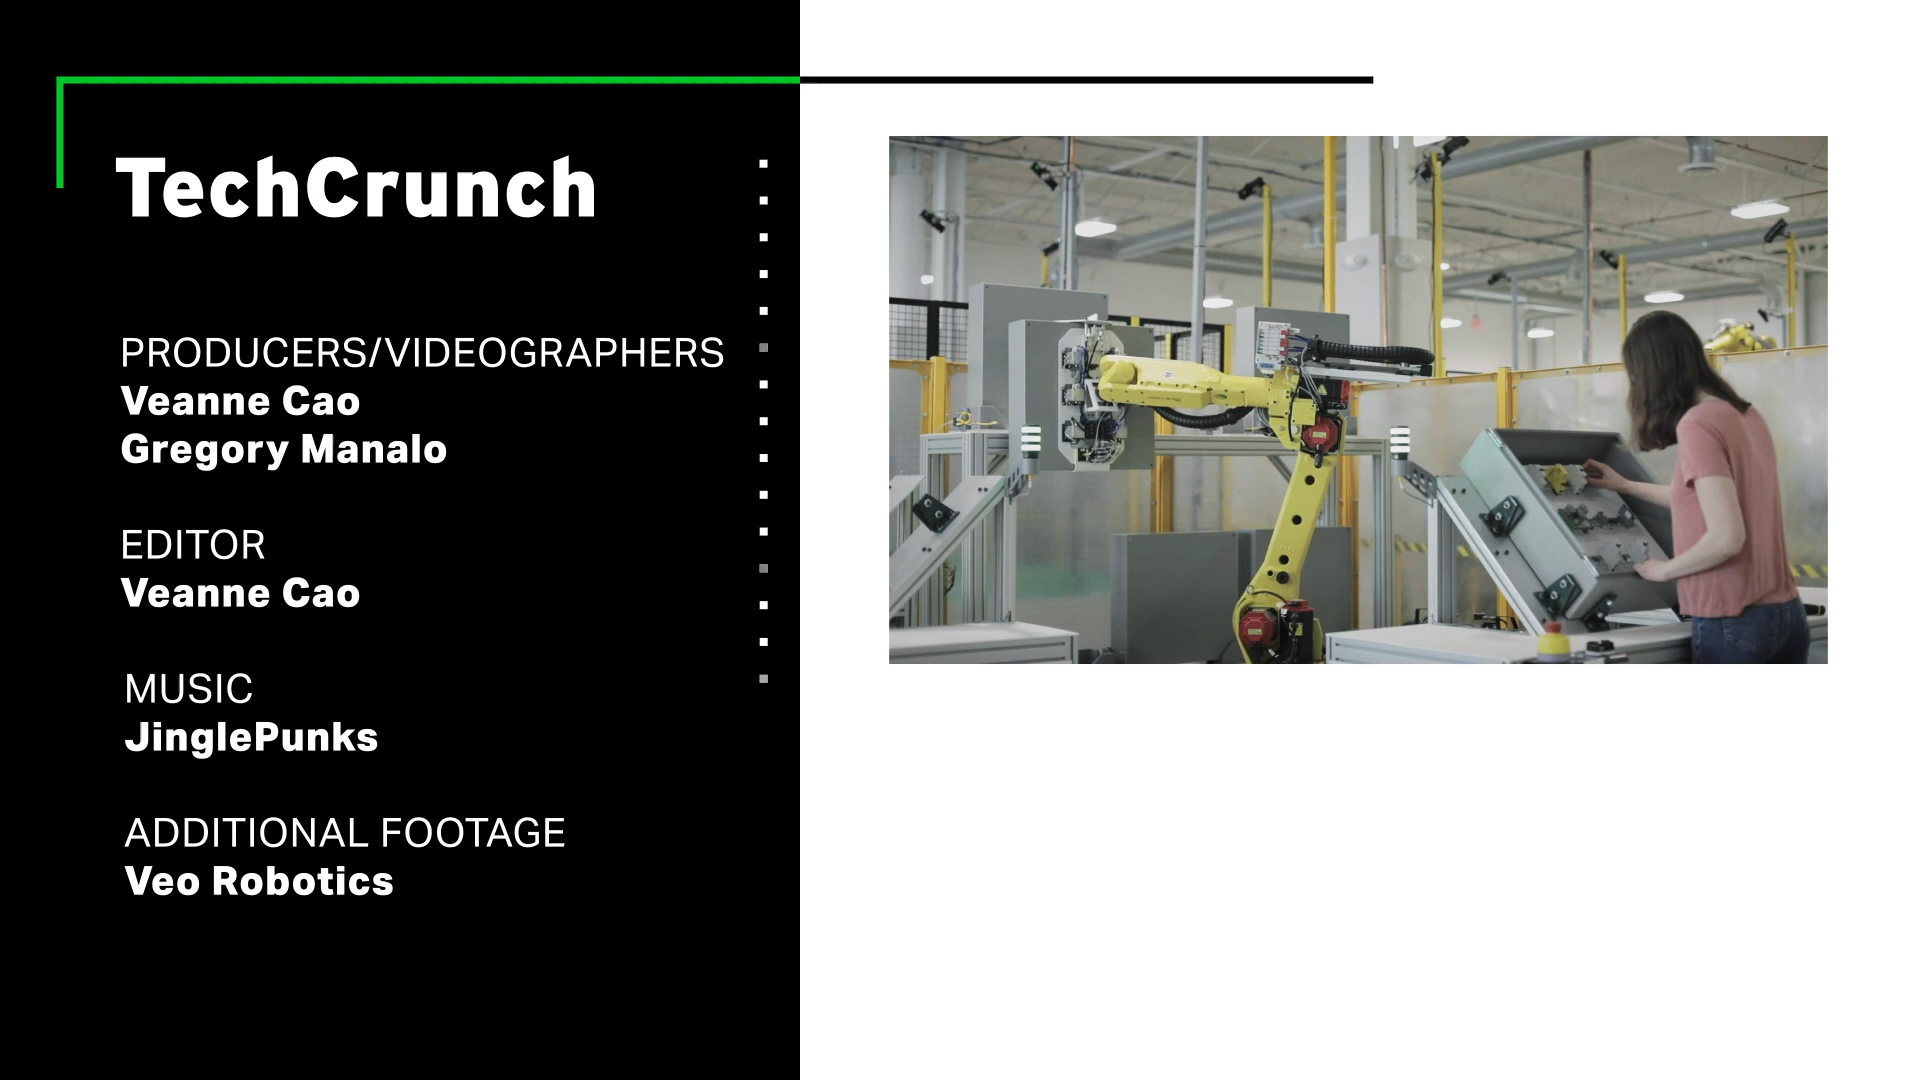 TechCrunch
PRODUCERS/VIDEOGRAPHERS
Veanne Cao
Gregory Manalo
EDITOR
Veanne Cao
MUSIC
JinglePunks
ADDITIONAL FOOTAGE
Veo Robotics